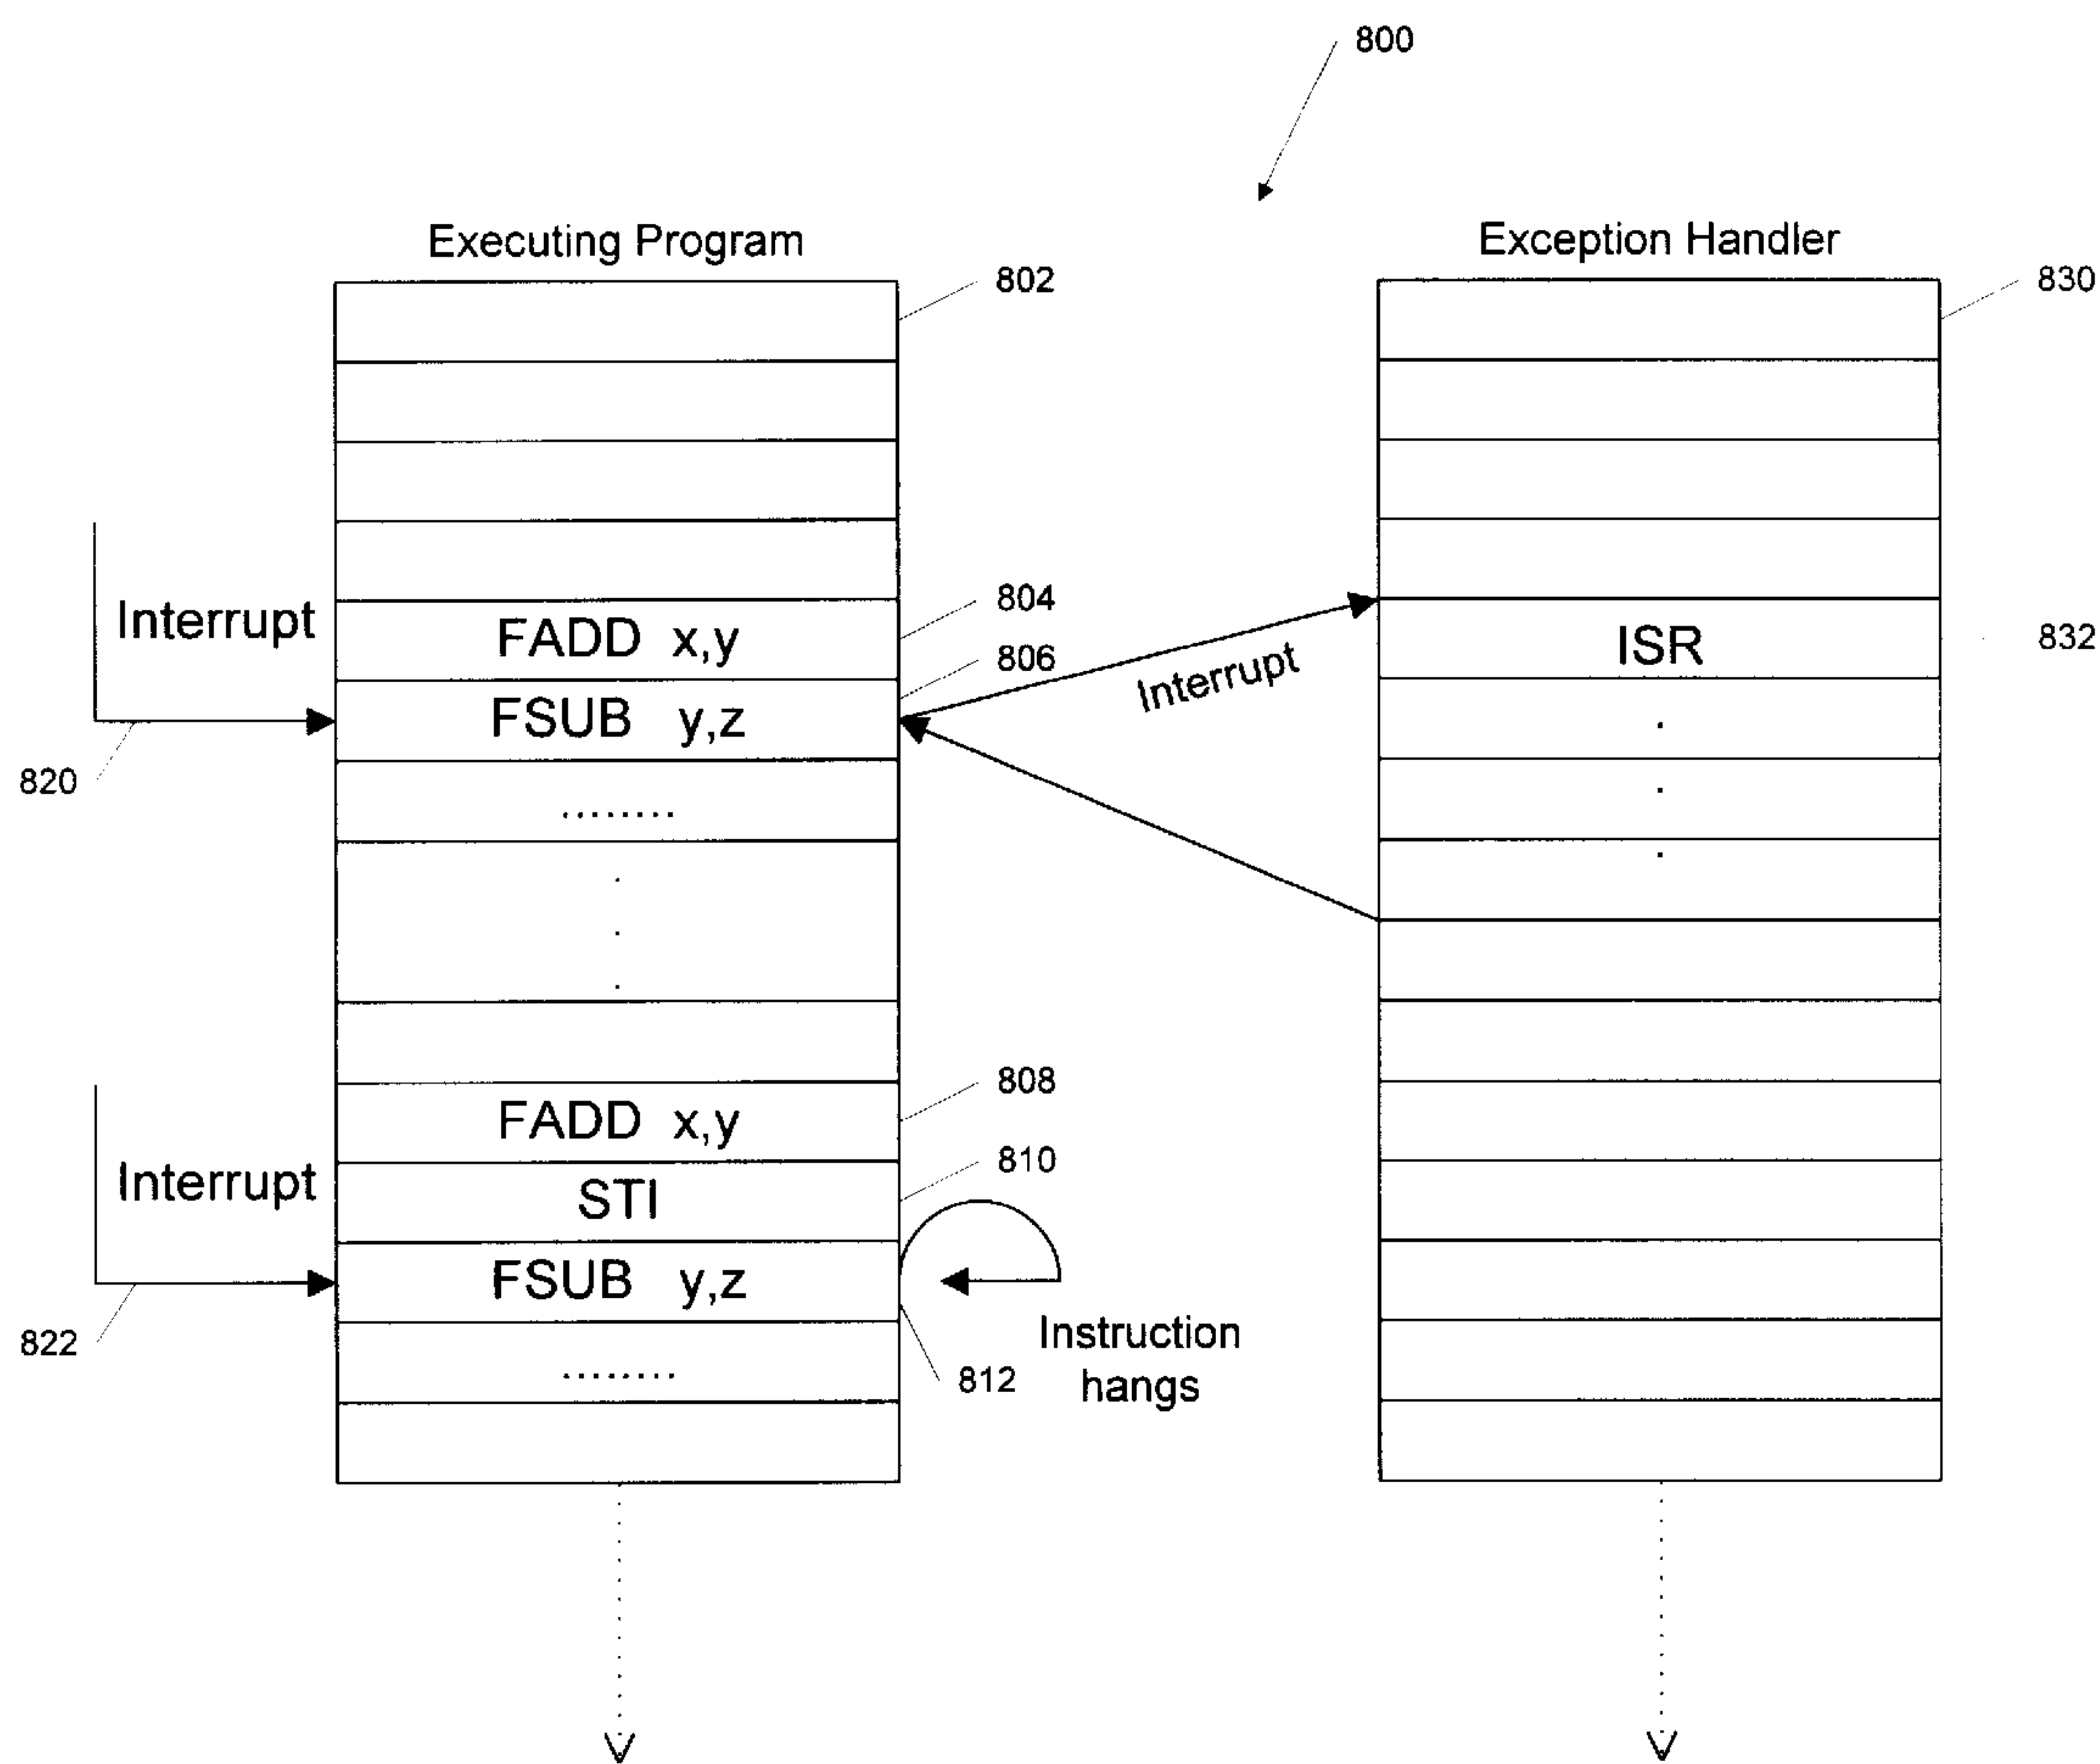 800
Executing Program
Exception Handler
802
830
Interrupt
FADD x,y
804
ISR
832
806
Interrupt
FSUB y,z
820
........
FADD x,y
808
Interrupt
STI
810
FSUB y,z
822
Instruction
hangs
........
812